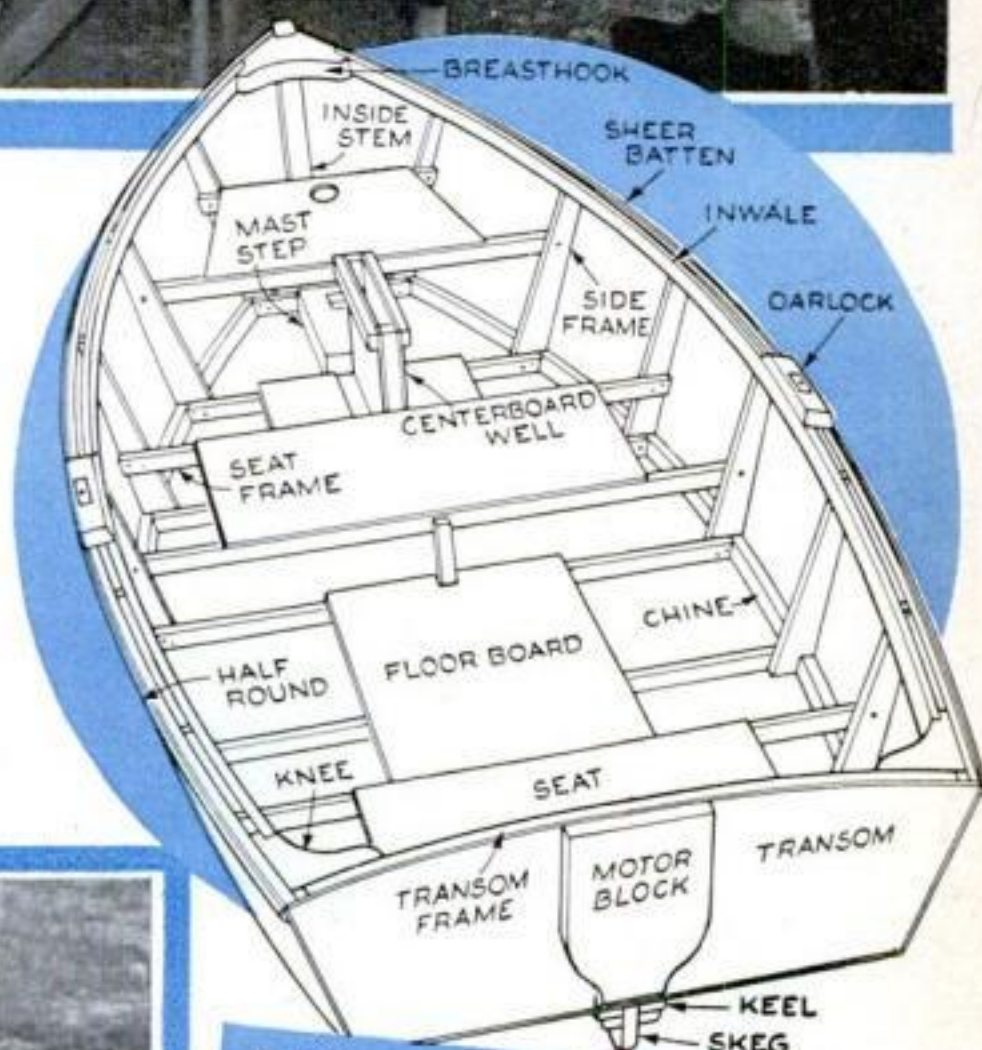 BREASTHOOK
INSIDE
STEM
SHEER
BATTEN
MAST
STEP
INWALE
SIDE
FRAME
OARLOCK
CENTERBOARD
WELL
SEAT
FRAME
CHINE
FLOOR BOARD
HALF
ROUND
KNEE
SEAT
TRANSOM
FRAME
MOTOR
BLOCK
TRANSOM
KEEL
SKEG